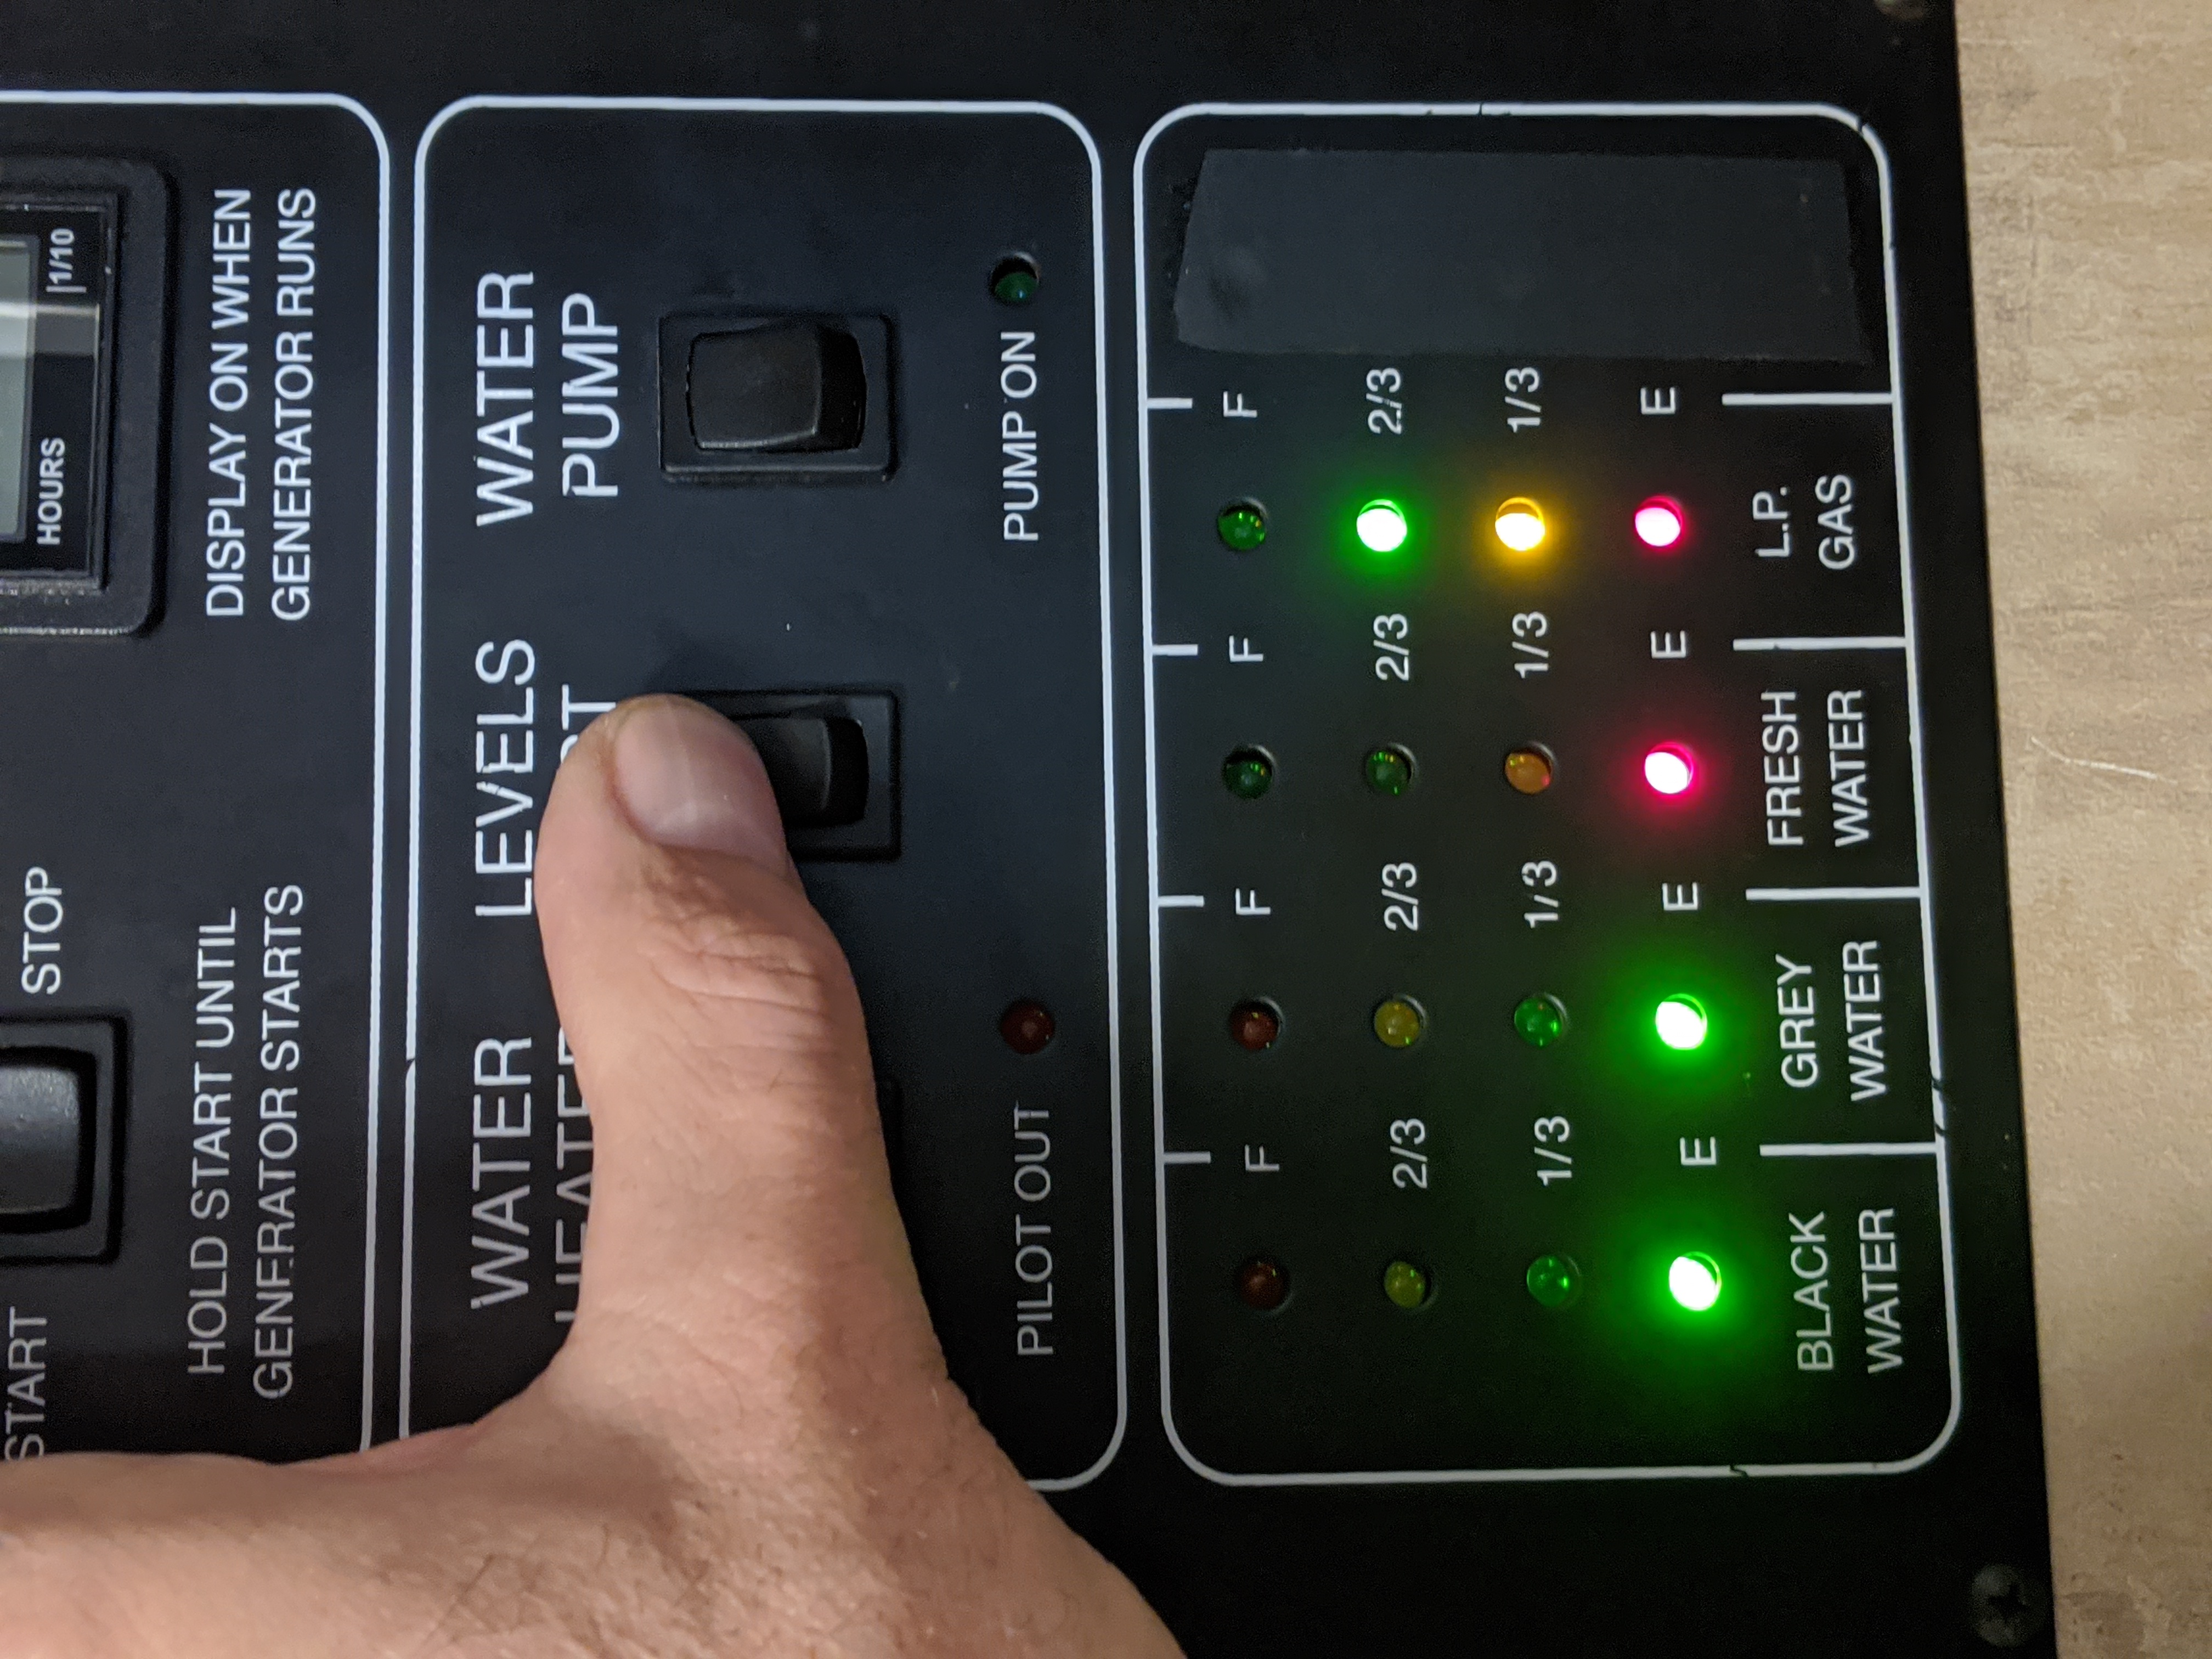 START
STOP
HOURS
1/10
HOLD START UNTIL
GENERATOR STARTS
DISPLAY ON WHEN
GENERATOR RUNS
WATER
HEATER
LEVELS
WATER
PUMP
PILOT OUT
PUMP ON
F F F F
2/3 2/3 2/3 2/3
1/3 1/3 1/3 1/3
E E E E
BLACK
WATER
GREY
WATER
FRESH
WATER
L.P.
GAS